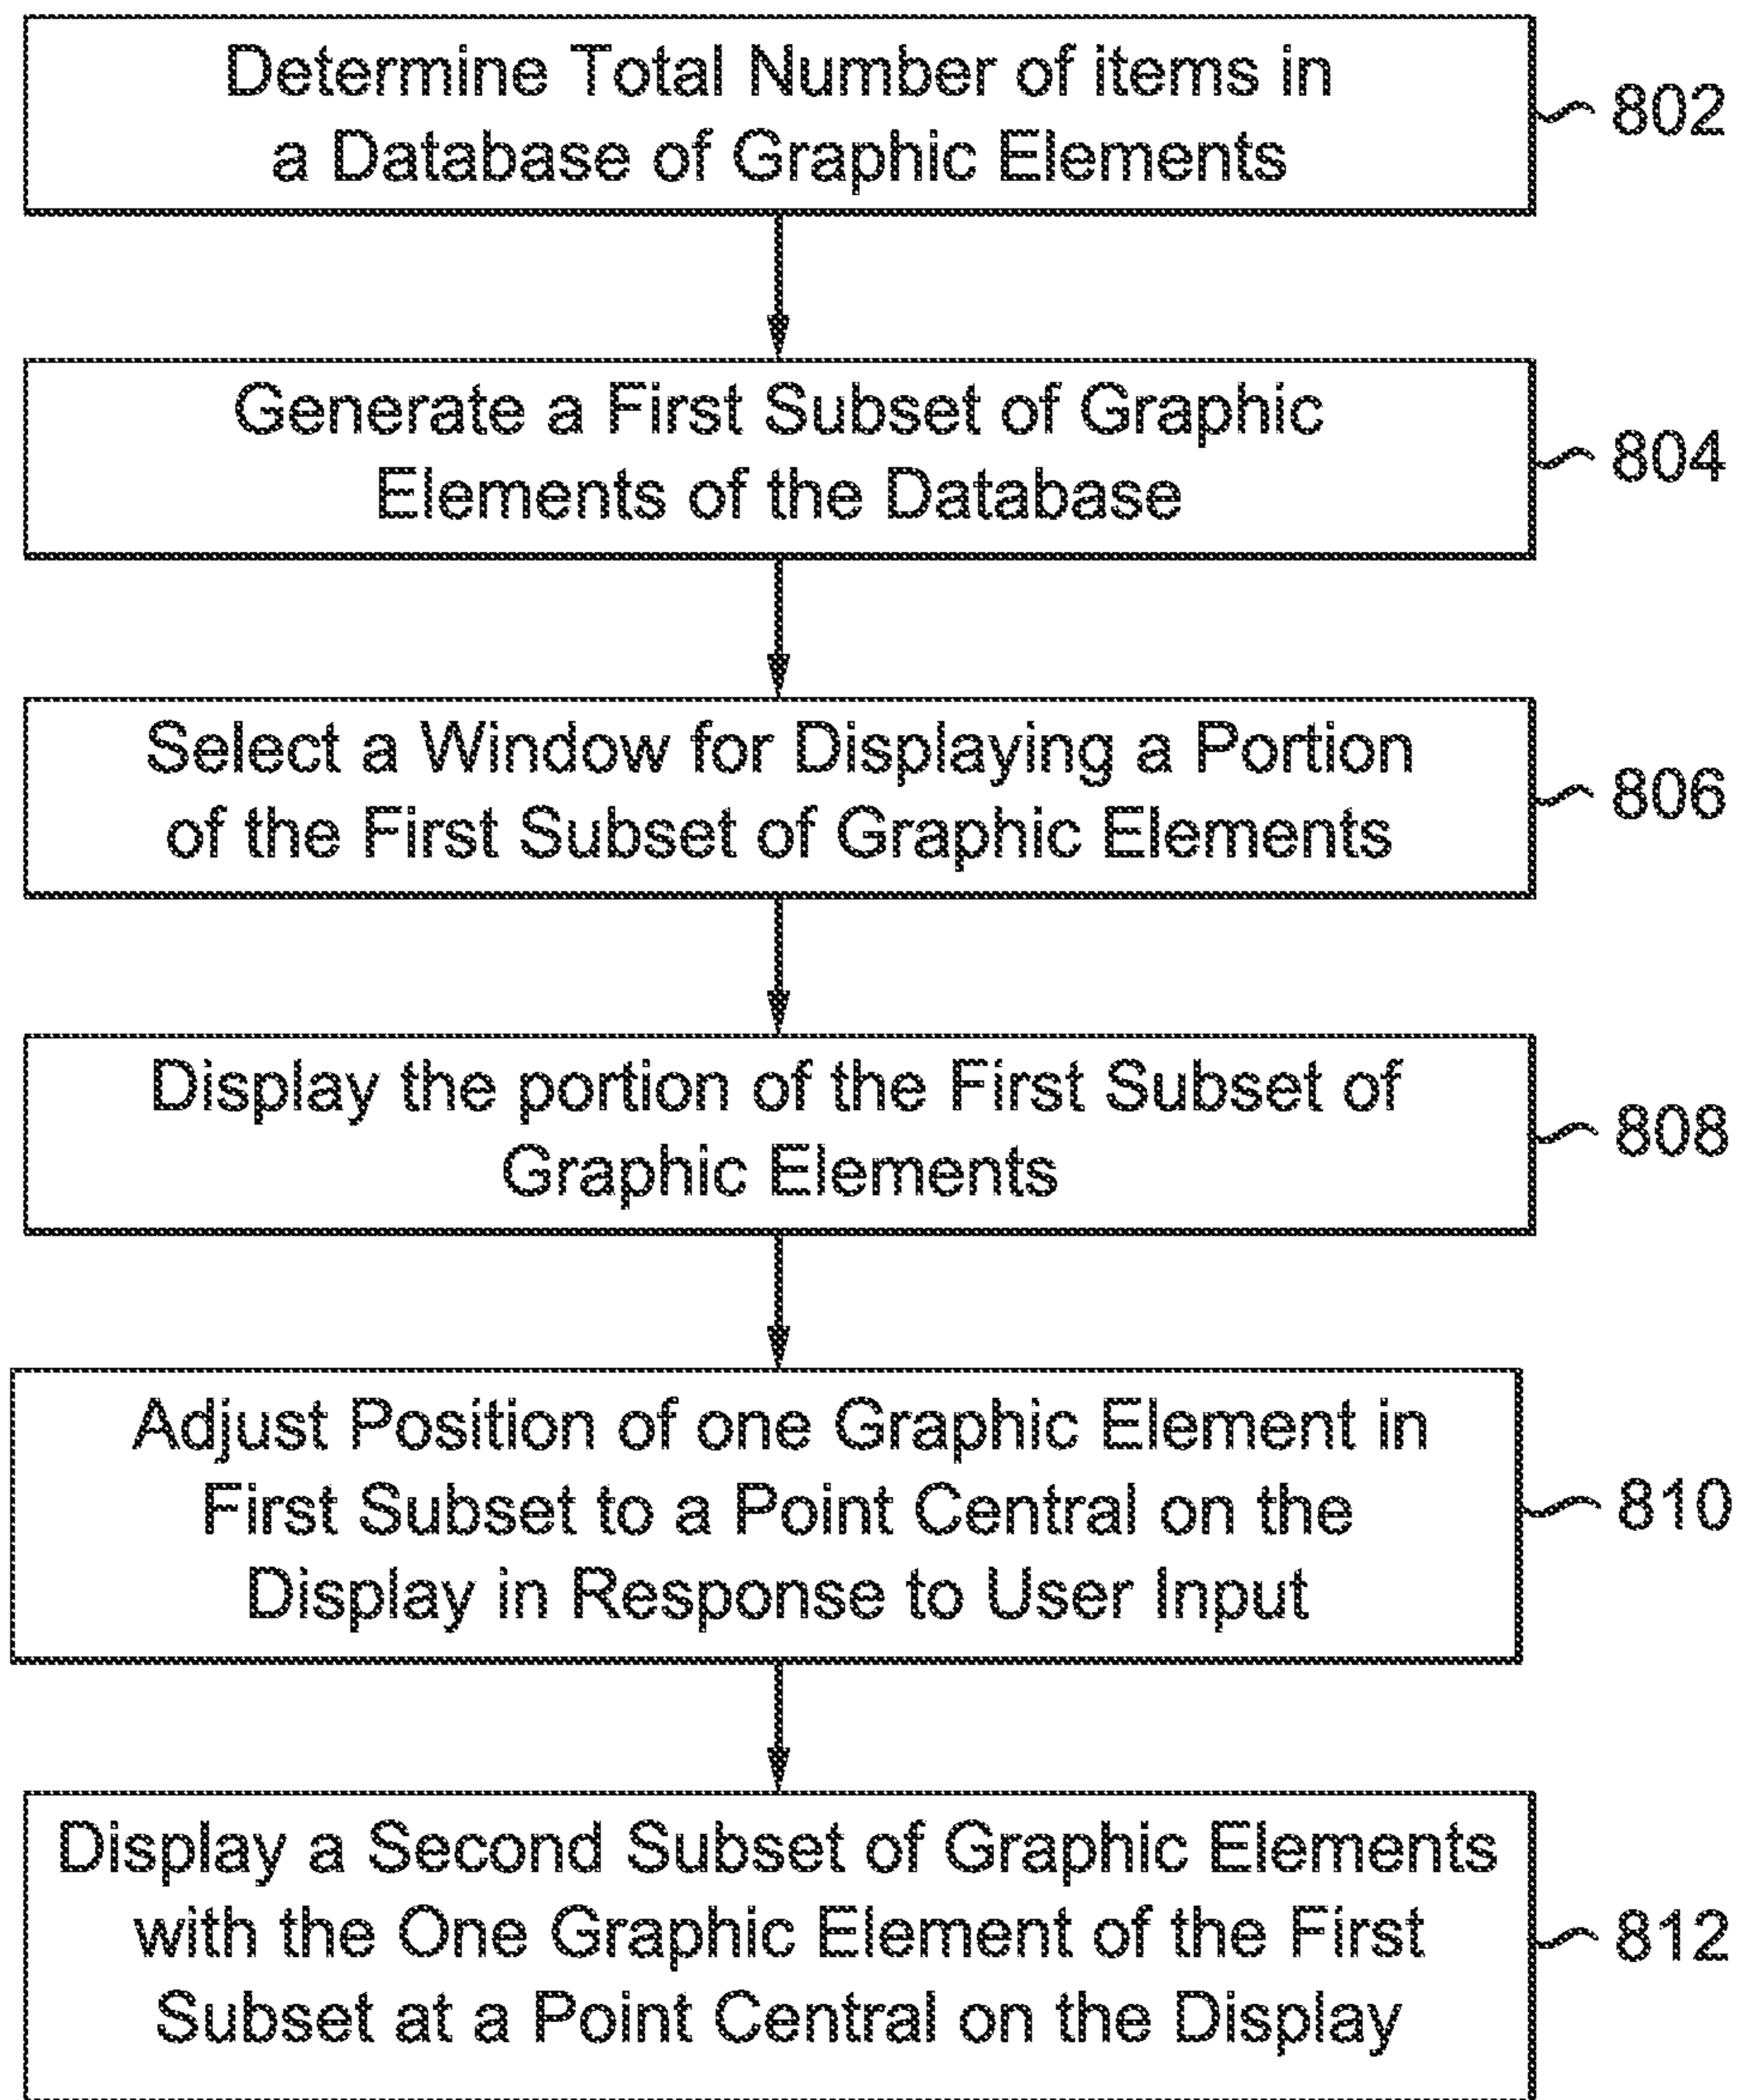 Determine Total Number of items in
a Database of Graphic Elements
802
Generate a First Subset of Graphic
Elements of the Database
804
Select a Window for Displaying a Portion
of the First Subset of Graphic Elements
806
Display the portion of the First Subset of
Graphic Elements
808
Adjust Position of one Graphic Element in
First Subset to a Point Central on the
Display in Response to User Input
810
Display a Second Subset of Graphic Elements
with the One Graphic Element of the First
Subset at a Point Central on the Display
812